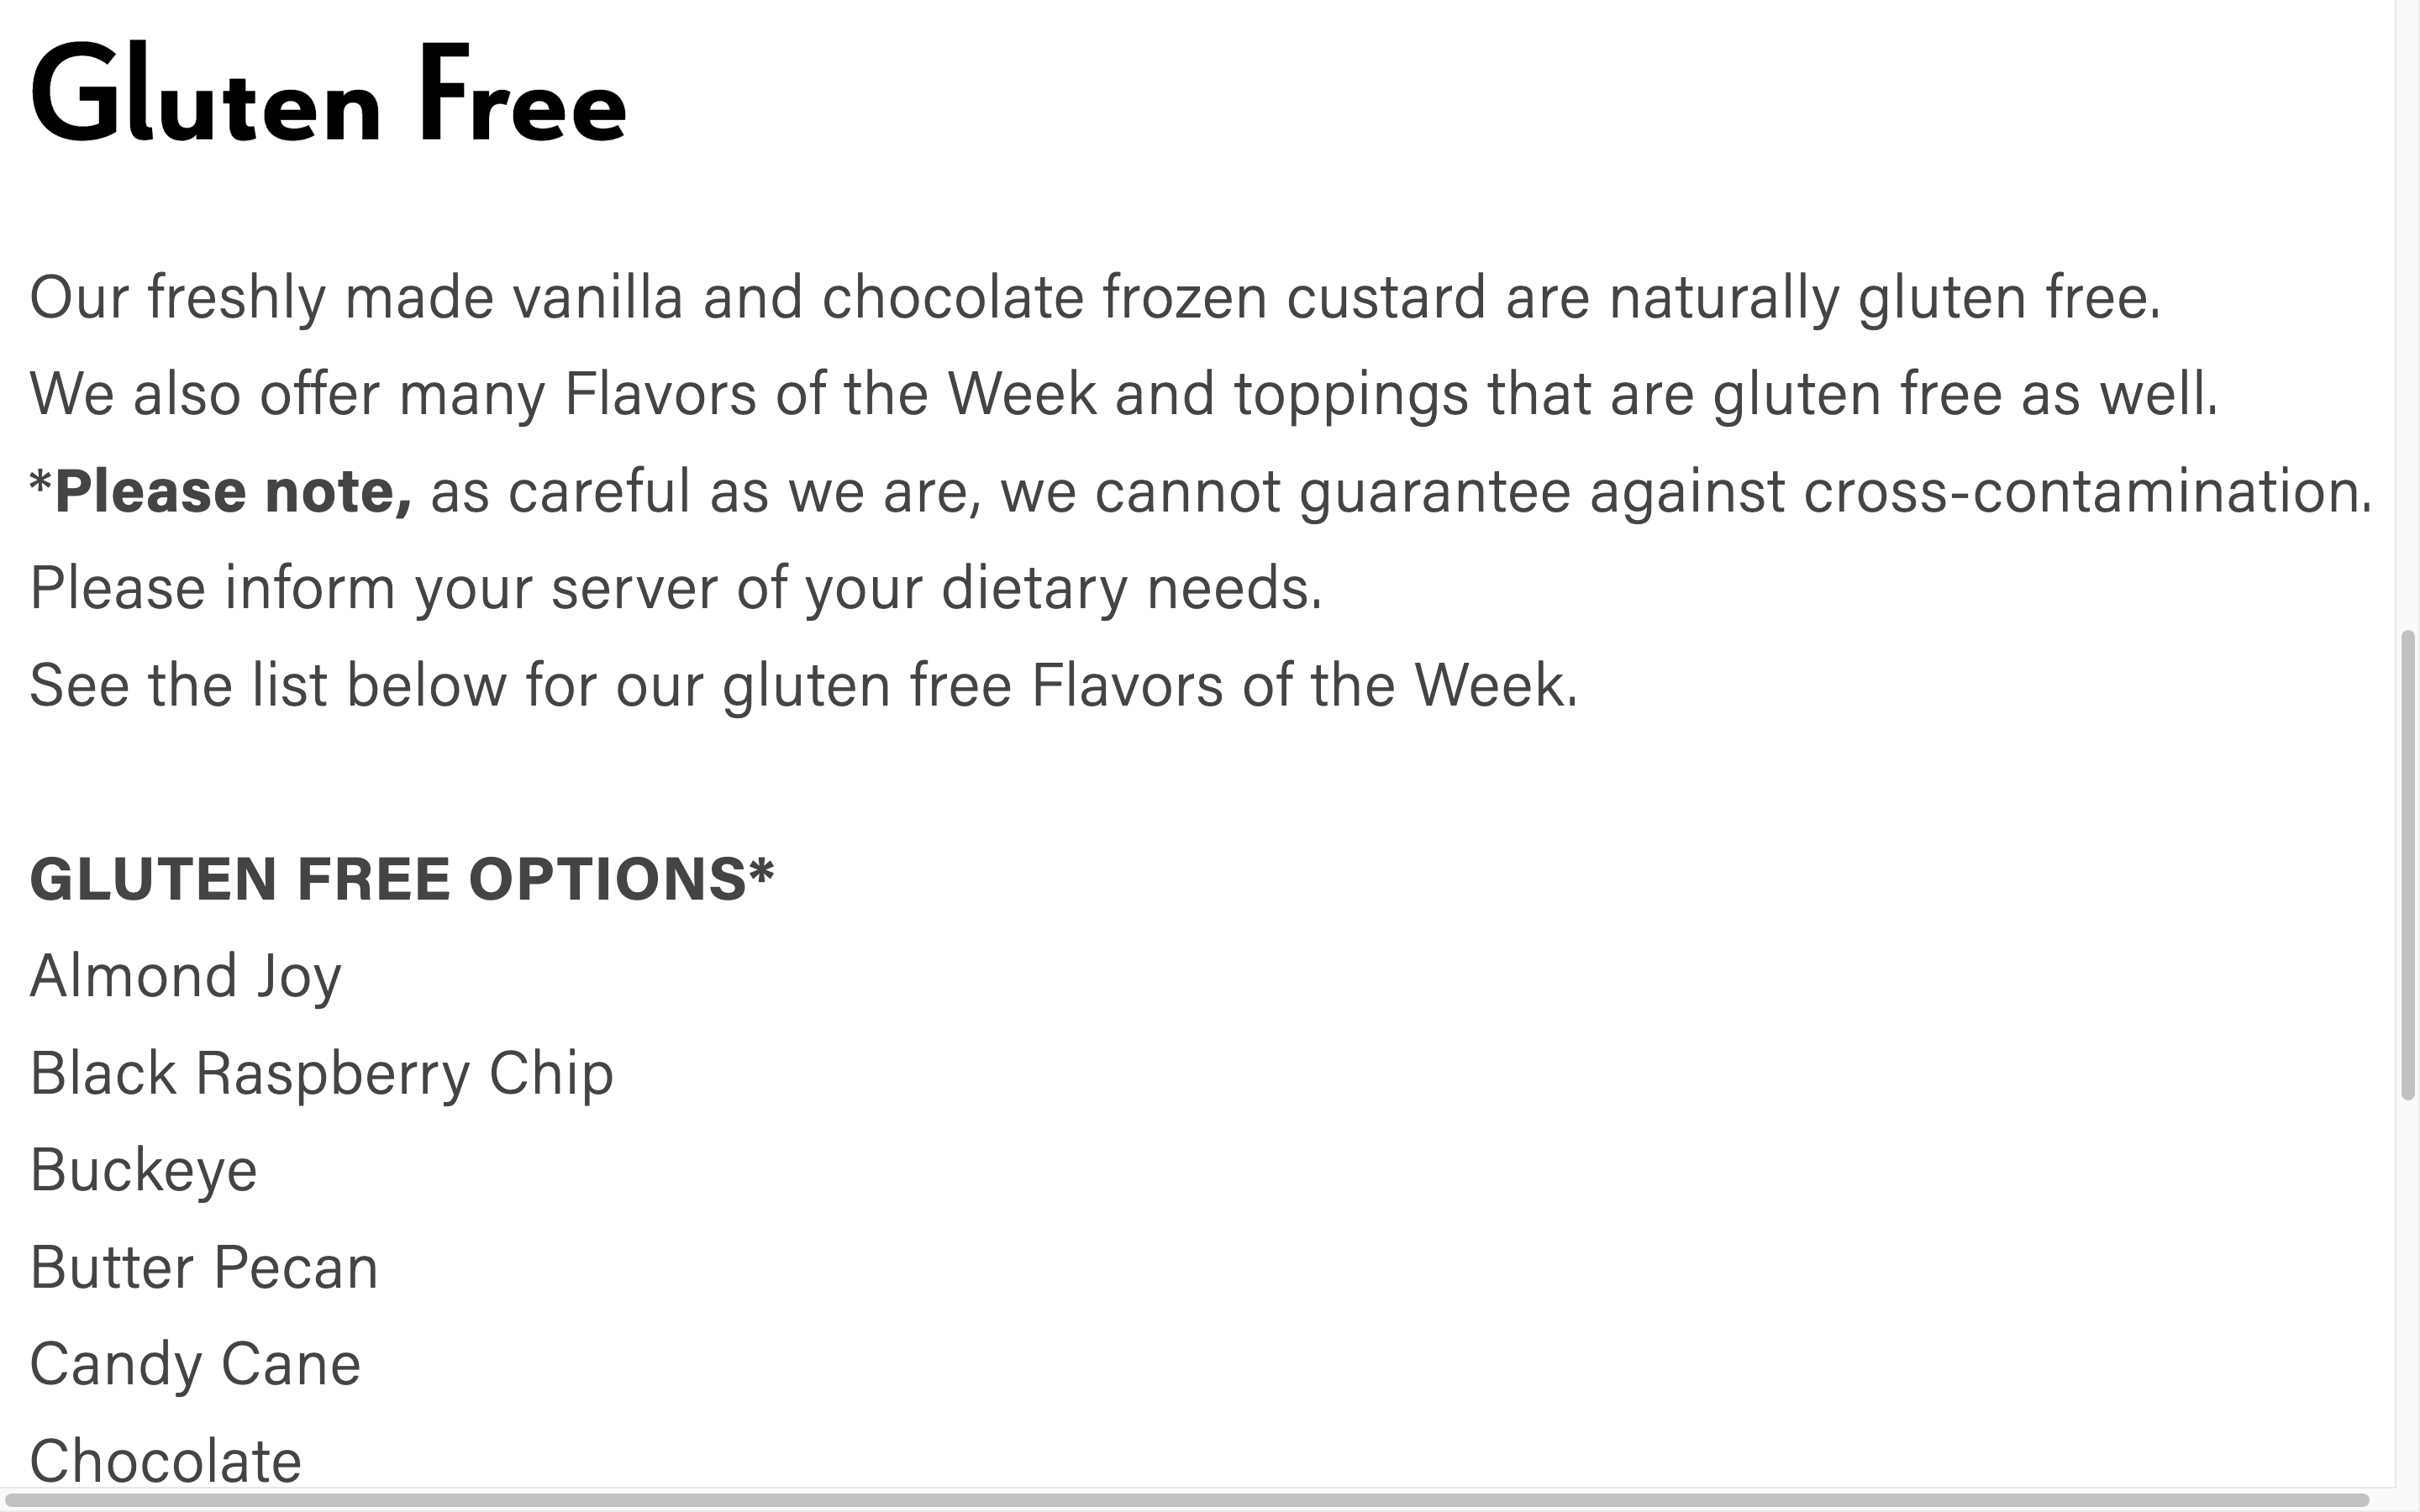 Gluten Free
Our freshly made vanilla and chocolate frozen custard are naturally gluten free.
We also offer many Flavors of the Week and toppings that are gluten free as well.
*Please note, as careful as we are, we cannot guarantee against cross-contamination.
Please inform your server of your dietary needs.
See the list below for our gluten free Flavors of the Week.
GLUTEN FREE OPTIONS*
Almond Joy
Black Raspberry Chip
Buckeye
Butter Pecan
Candy Cane
Chocolate